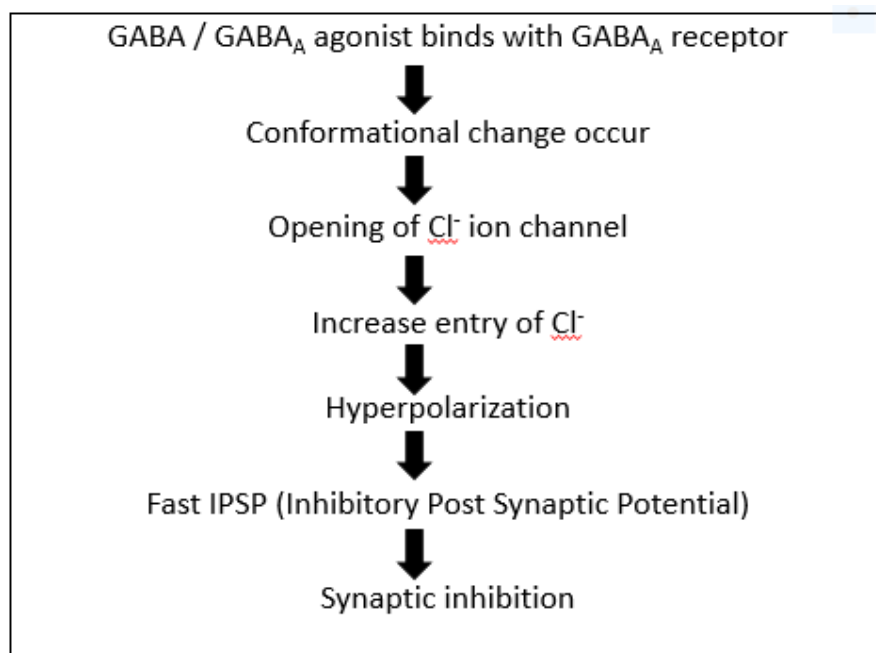 GABA / GABAA agonist binds with GABAA receptor
Conformational change occur
Opening of Cl- ion channel
Increase entry of Cl-
Hyperpolarization
Fast IPSP (Inhibitory Post Synaptic Potential)
Synaptic inhibition